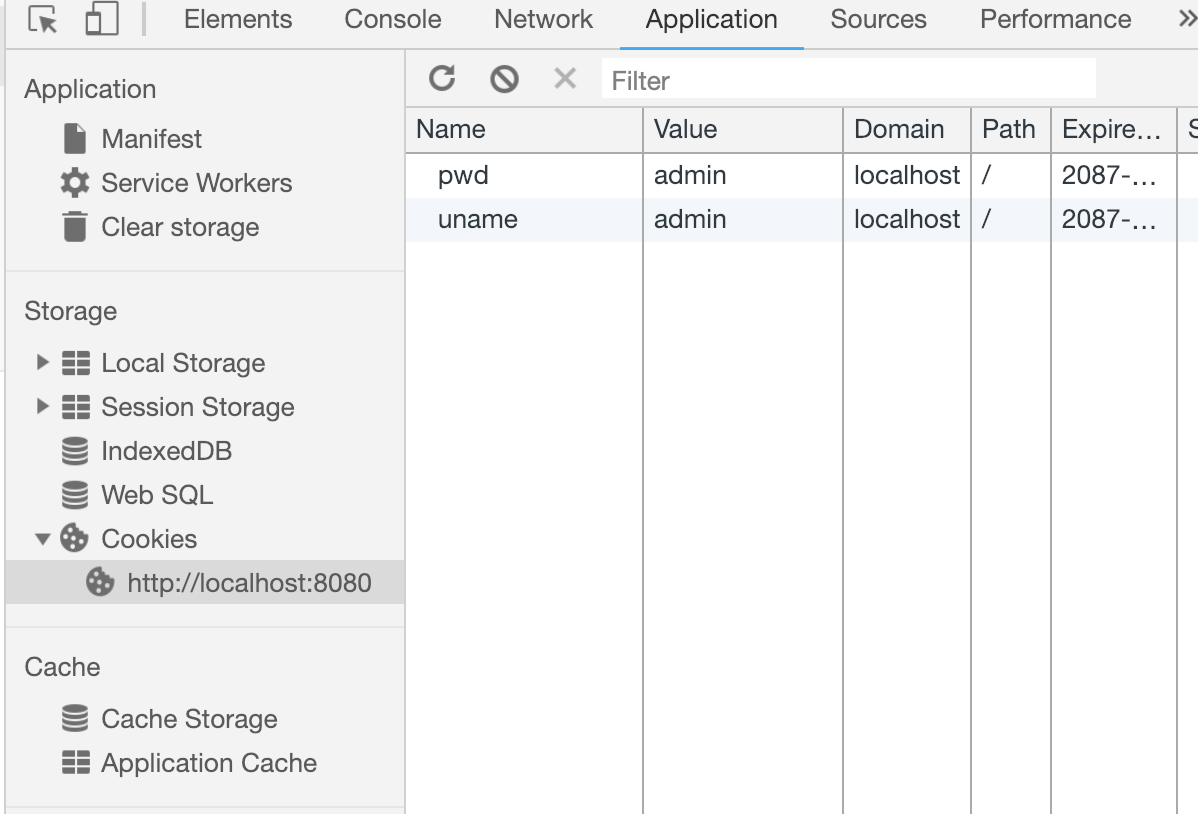 Elements Console Network Application Sources Performance »
Application
Manifest
Service Workers
Clear storage
Storage
Local Storage
Session Storage
IndexedDB
Web SQL
Cookies
http://localhost:8080
Cache
Cache Storage
Application Cache
Filter
Name Value Domain Path Expire… S
pwd admin localhost / 2087-…
uname admin localhost / 2087-…